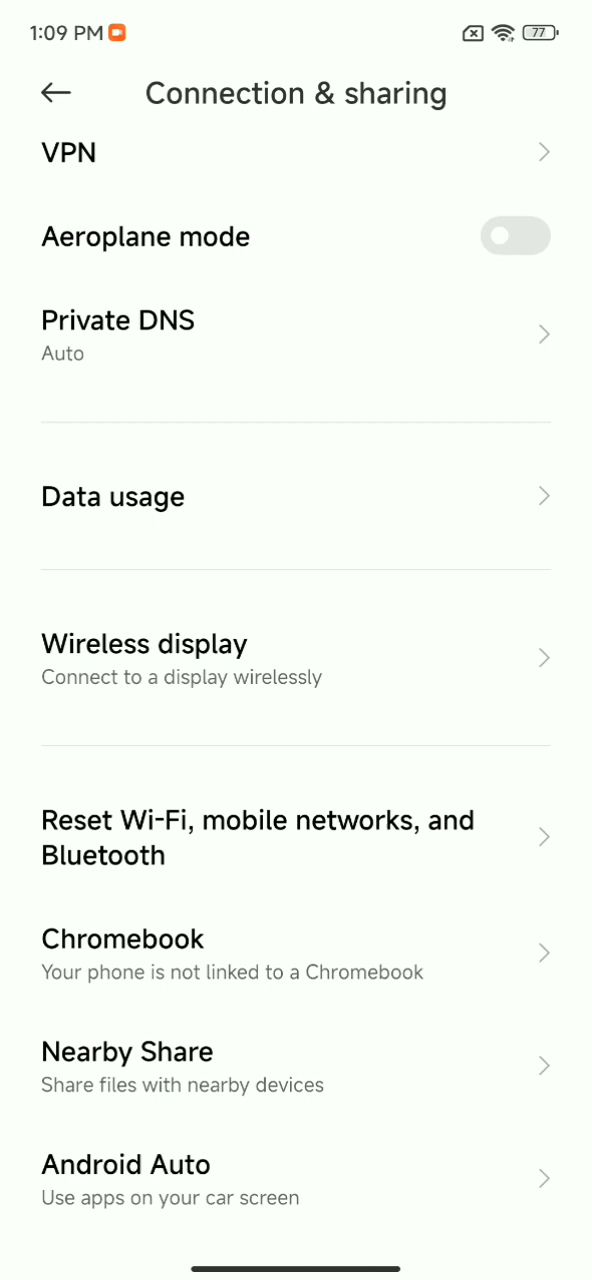 1:09 PM 77
Connection & sharing
VPN
Aeroplane mode
Private DNS
Auto
Data usage
Wireless display
Connect to a display wirelessly
Reset Wi-Fi, mobile networks, and
Bluetooth
Chromebook
Your phone is not linked to a Chromebook
Nearby Share
Share files with nearby devices
Android Auto
Use apps on your car screen